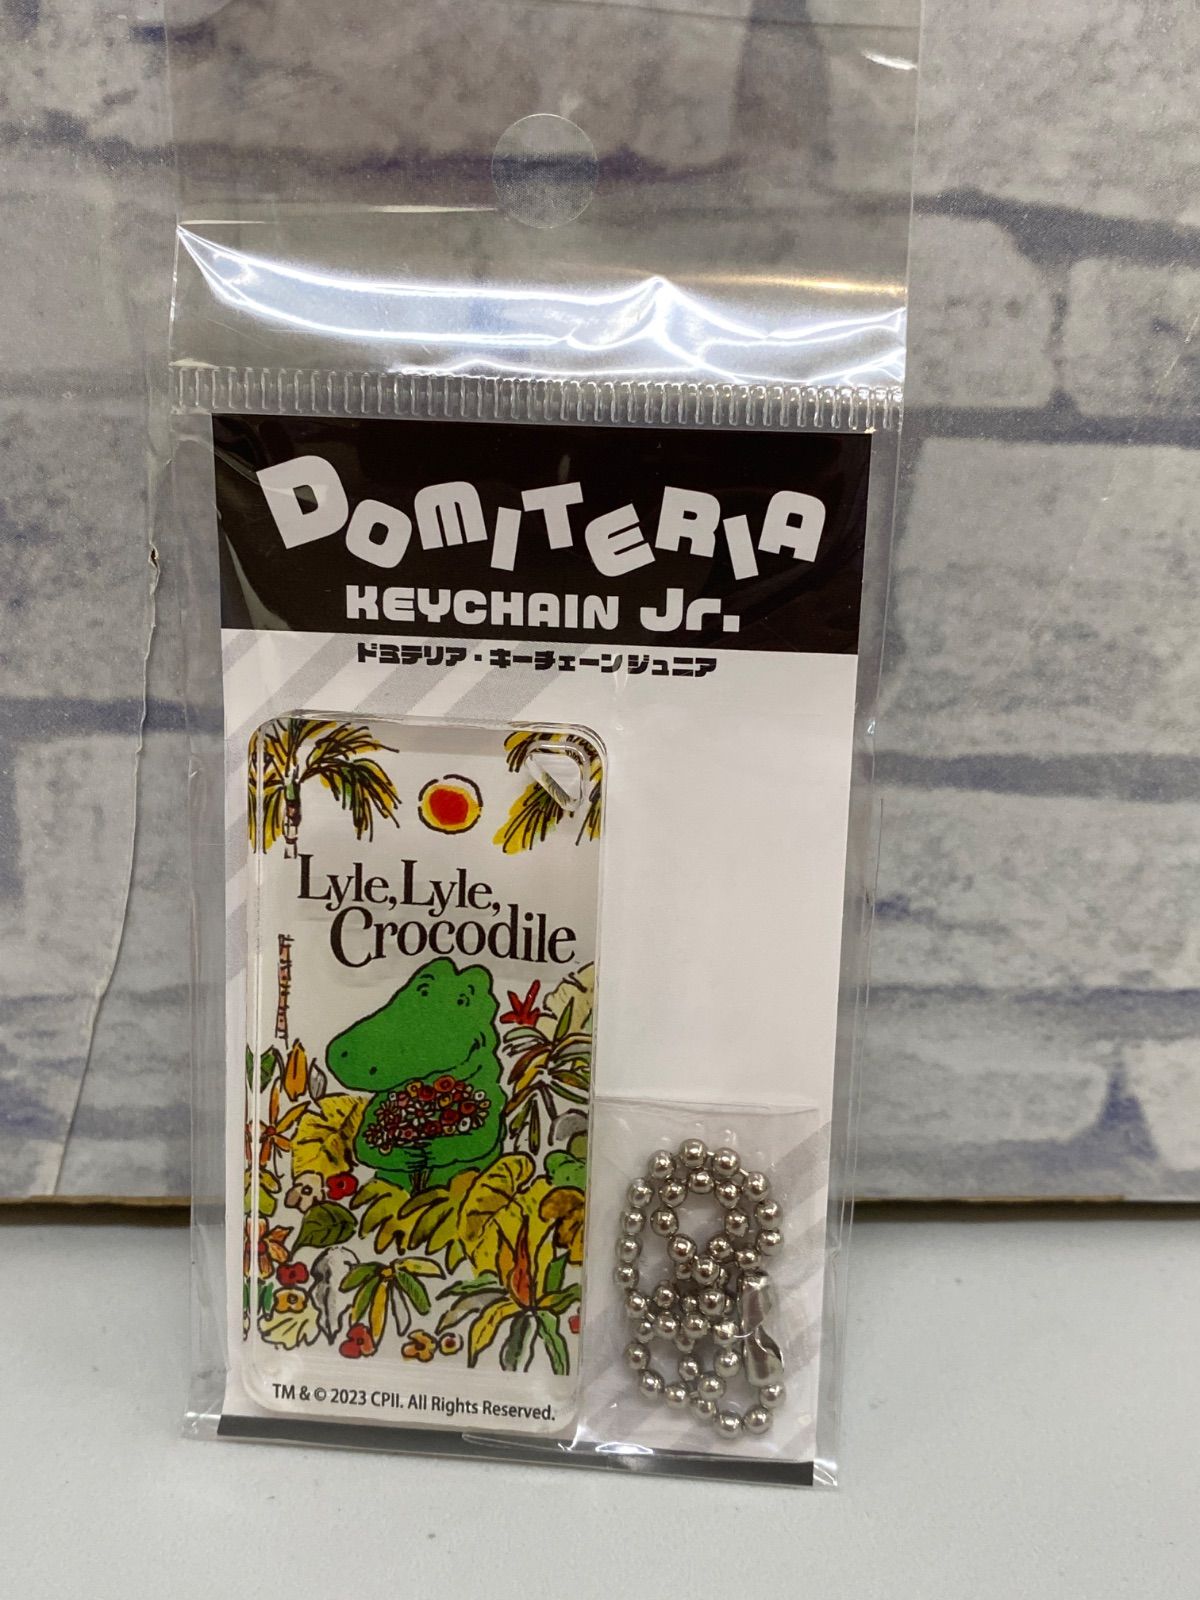 DOMITERIA
KEYCHAIN Jr.
ドミテリア・キーチェーンジュニア
Lyle, Lyle,
Crocodile
TM & © 2023 CPII. All Rights Reserved.